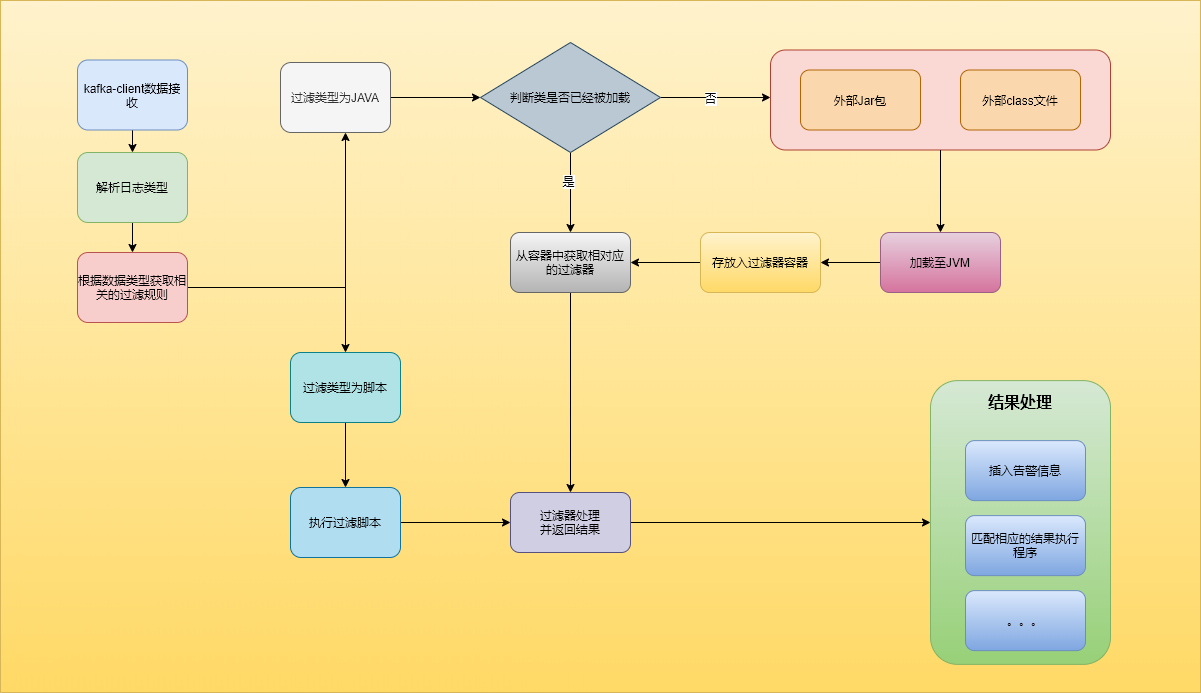 kafka-client数据接
收
过滤类型为JAVA
判断类是否已经被加载
否
外部Jar包
外部class文件
解析日志类型
是
根据数据类型获取相
关的过滤规则
从容器中获取相对应
的过滤器
存放入过滤器容器
加载至JVM
过滤类型为脚本
执行过滤脚本
过滤器处理
并返回结果
结果处理
插入告警信息
匹配相应的结果执行
程序
。。。